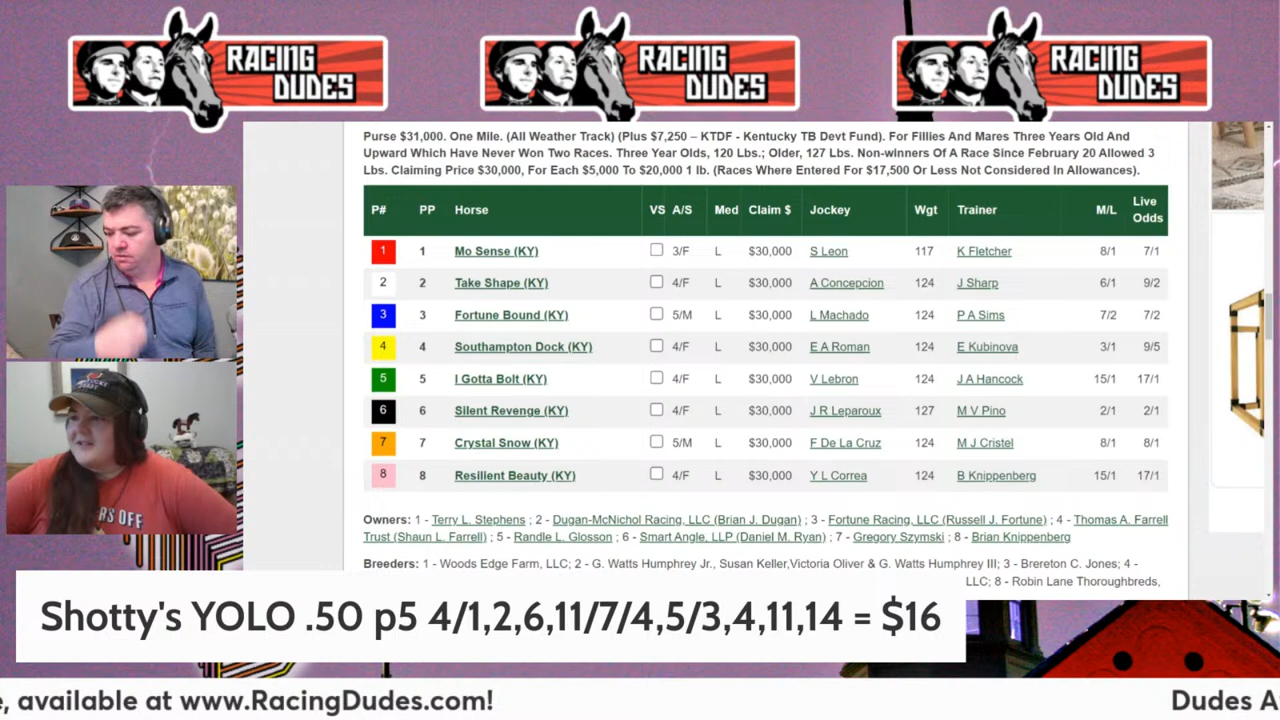 RACING
DUDES
RACING
DUDES
RACING
DUDES
Purse $31,000. One Mile. (All Weather Track) (Plus $7,250 – KTDF - Kentucky TB Devt Fund). For Fillies And Mares Three Years Old And
Upward Which Have Never Won Two Races. Three Year Olds, 120 Lbs.; Older, 127 Lbs. Non-winners Of A Race Since February 20 Allowed 3
Lbs. Claiming Price $30,000, For Each $5,000 To $20,000 1 lb. (Races Where Entered For $17,500 Or Less Not Considered In Allowances).
P# PP Horse VS A/S Med Claim $ Jockey Wgt Trainer M/L Live Odds
1 1 Mo Sense (KY) 3/F L $30,000 S Leon 117 K Fletcher 8/1 7/1
2 2 Take Shape (KY) 4/F L $30,000 A Concepcion 124 J Sharp 6/1 9/2
3 3 Fortune Bound (KY) 5/M L $30,000 L Machado 124 P A Sims 7/2 7/2
4 4 Southampton Dock (KY) 4/F L $30,000 E A Roman 124 E Kubinova 3/1 9/5
5 5 I Gotta Bolt (KY) 4/F L $30,000 V Lebron 124 J A Hancock 15/1 17/1
6 6 Silent Revenge (KY) 4/F L $30,000 J R Leparoux 127 M V Pino 2/1 2/1
7 7 Crystal Snow (KY) 5/M L $30,000 F De La Cruz 124 M J Cristel 8/1 8/1
8 8 Resilient Beauty (KY) 4/F L $30,000 Y L Correa 124 B Knippenberg 15/1 17/1
Owners: 1 - Terry L. Stephens ; 2 - Dugan-McNichol Racing, LLC (Brian J. Dugan) ; 3 - Fortune Racing, LLC (Russell J. Fortune) ; 4 - Thomas A. Farrell
Trust (Shaun L. Farrell) ; 5 - Randle L. Glosson ; 6 - Smart Angle, LLP (Daniel M. Ryan) ; 7 - Gregory Szymski ; 8 - Brian Knippenberg
Breeders: 1 - Woods Edge Farm, LLC; 2 - G. Watts Humphrey Jr., Susan Keller,Victoria Oliver & G. Watts Humphrey III; 3 - Brereton C. Jones; 4 -
LLC; 8 - Robin Lane Thoroughbreds,
RS OFF
Shotty's YOLO .50 p5 4/1,2,6,11/7/4,5/3,4,11,14 = $16
e, available at www.RacingDudes.com!
Dudes A